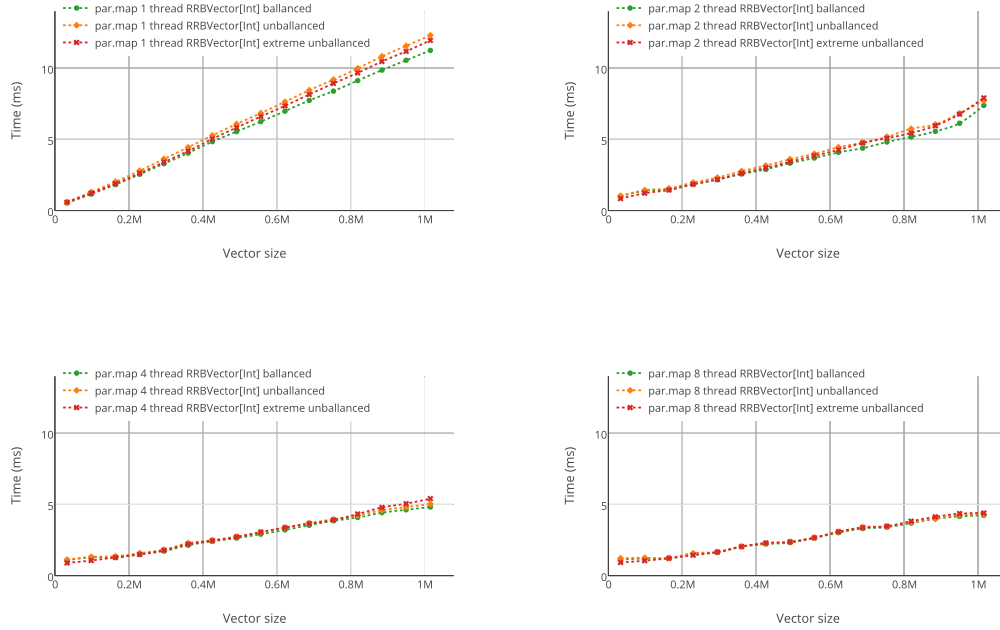 par.map 1 thread RRBVector[Int] ballanced
par.map 1 thread RRBVector[Int] unballanced
par.map 1 thread RRBVector[Int] extreme unballanced
10
5
0
Time (ms)
0 0.2M 0.4M 0.6M 0.8M 1M
Vector size
par.map 2 thread RRBVector[Int] ballanced
par.map 2 thread RRBVector[Int] unballanced
par.map 2 thread RRBVector[Int] extreme unballanced
10
5
0
Time (ms)
0 0.2M 0.4M 0.6M 0.8M 1M
Vector size
par.map 4 thread RRBVector[Int] ballanced
par.map 4 thread RRBVector[Int] unballanced
par.map 4 thread RRBVector[Int] extreme unballanced
10
5
0
Time (ms)
0 0.2M 0.4M 0.6M 0.8M 1M
Vector size
par.map 8 thread RRBVector[Int] ballanced
par.map 8 thread RRBVector[Int] unballanced
par.map 8 thread RRBVector[Int] extreme unballanced
10
5
0
Time (ms)
0 0.2M 0.4M 0.6M 0.8M 1M
Vector size